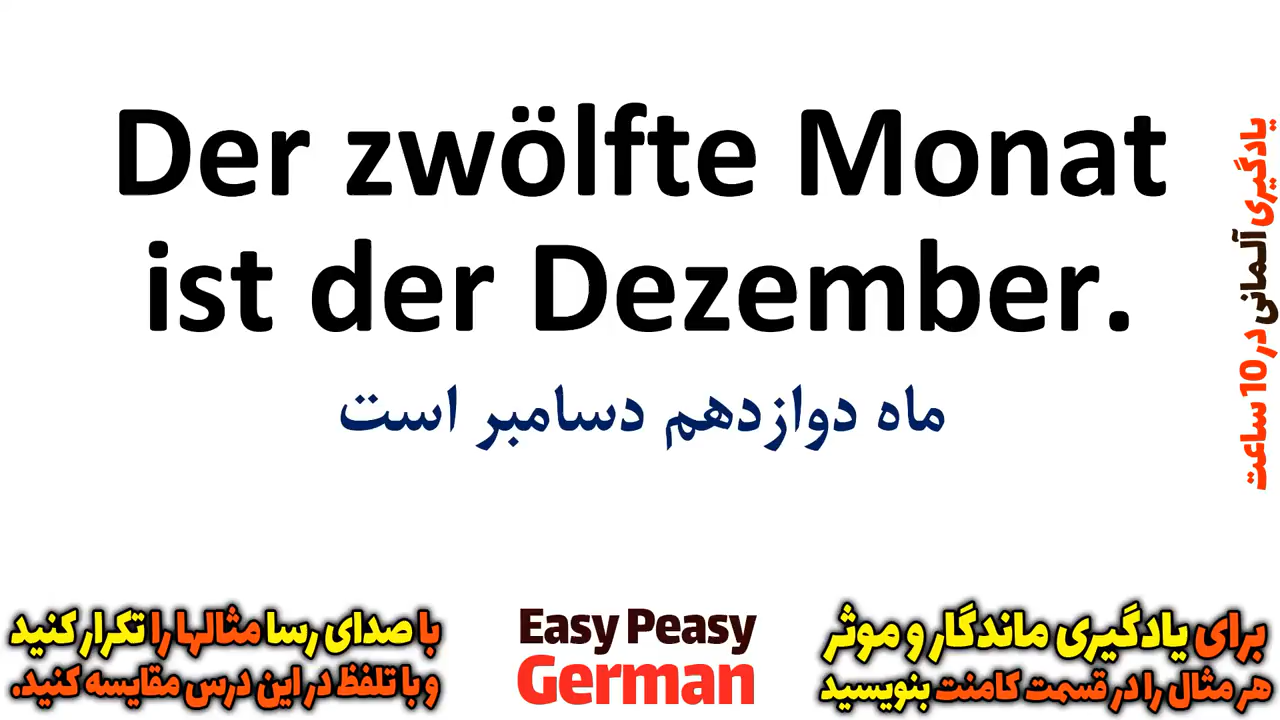 Der zwölfte Monat
ist der Dezember.
ماه دوازدهم دسامبر است
یادگیری آلمانی در 10 ساعت
با صدای رسا مثالها را تکرار کنید
و با تلفظ در این درس مقایسه کنید.
Easy Peasy
German
برای یادگیری ماندگار و موثر
هر مثال را در قسمت کامنت بنویسید